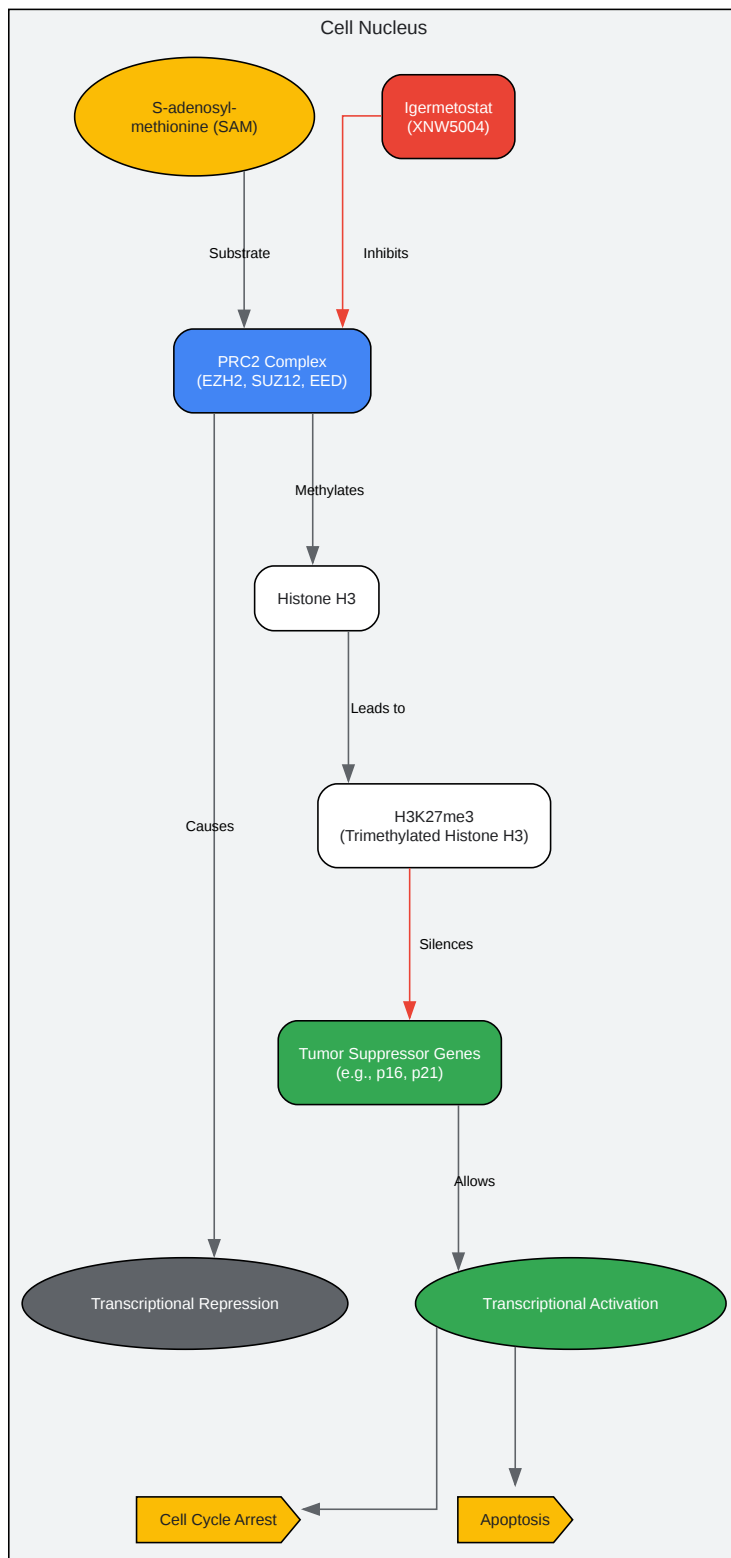 Cell Nucleus
S-adenosyl-
methionine (SAM)
Igermetostat
(XNW5004)
Substrate
Inhibits
PRC2 Complex
(EZH2, SUZ12, EED)
Methylates
Histone H3
Leads to
H3K27me3
(Trimethylated Histone H3)
Causes
Silences
Tumor Suppressor Genes
(e.g., p16, p21)
Allows
Transcriptional Repression
Transcriptional Activation
Cell Cycle Arrest
Apoptosis